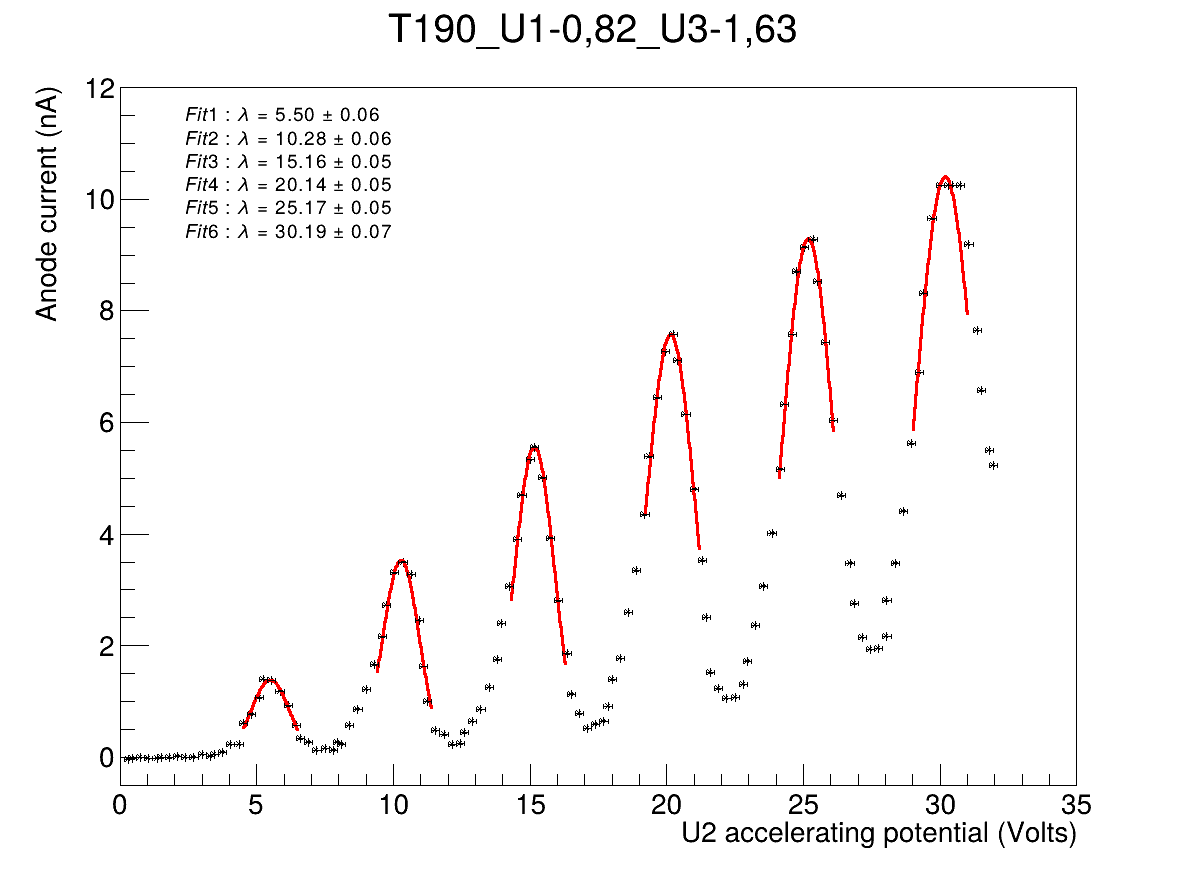 T190_U1-0,82_U3-1,63
Anode current (nA)
12
10
8
6
4
2
0
Fit1 : λ = 5.50 ± 0.06
Fit2 : λ = 10.28 ± 0.06
Fit3 : λ = 15.16 ± 0.05
Fit4 : λ = 20.14 ± 0.05
Fit5 : λ = 25.17 ± 0.05
Fit6 : λ = 30.19 ± 0.07
0 5 10 15 20 25 30 35
U2 accelerating potential (Volts)